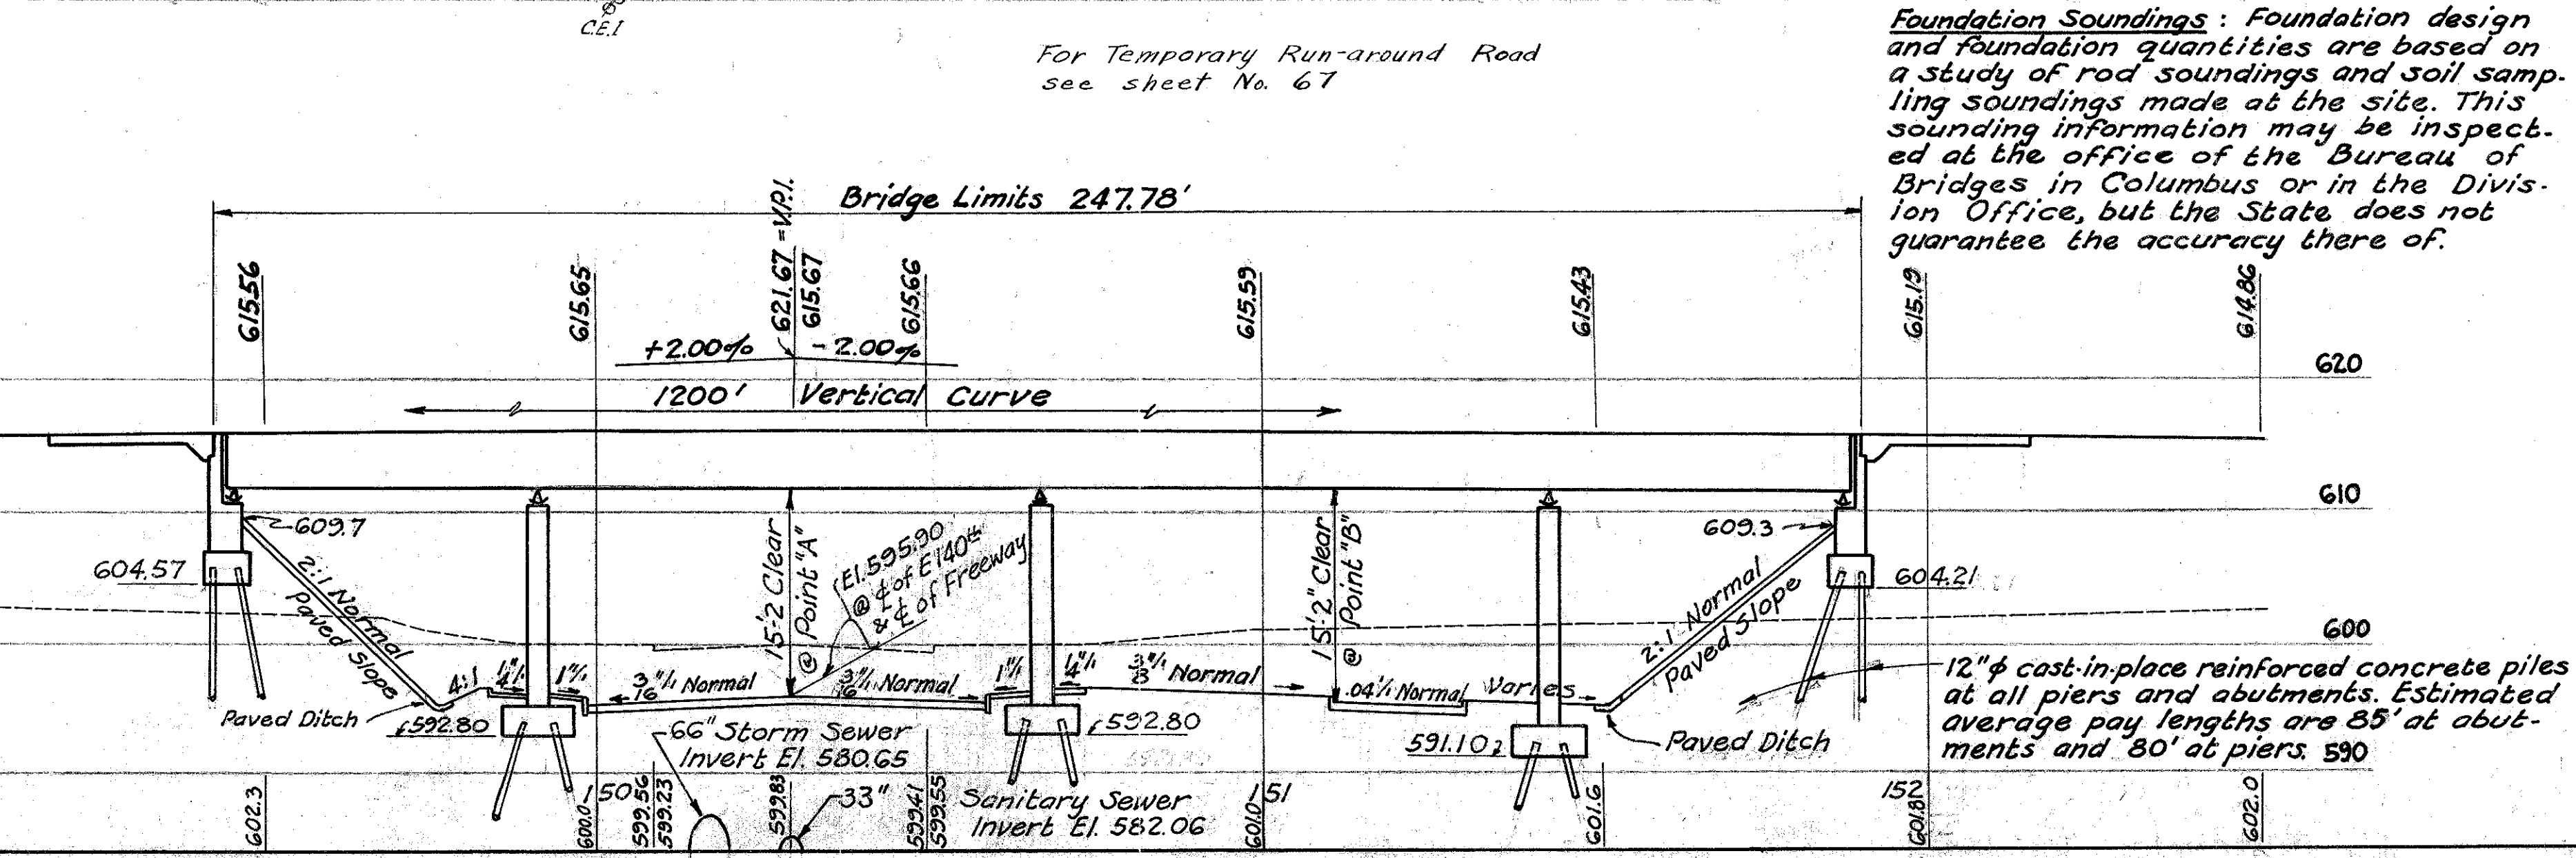 C.E.I
For Temporary Run-around Road
see sheet No. 67
Foundation Soundings : Foundation design
and foundation quantities are based on
a study of rod soundings and soil samp-
ling soundings made at the site. This
sounding information may be inspect-
ed at the office of the Bureau of
Bridges in Columbus or in the Divis-
ion Office, but the State does not
guarantee the accuracy there of.
Bridge Limits 247.78'
615.56
615.65
621.67 = V.P.I.
615.67
615.66
615.59
615.43
615.19
614.86
+2.00% - 2.00%
620
1200' Vertical Curve
610
609.7
604.57
2:1 Normal
Paved Slope
Paved Ditch
4:1
1/4"/1
1"/1
592.80
3/16"/1 Normal
15'-2 Clear
@ Point "A"
El. 595.90
@ ℄ of E140th
& ℄ of Freeway
3/16"/1 Normal
1"/1
1/4"/1
3/8"/1 Normal
592.80
15'-2" Clear
@ Point "B"
.04'/1 Normal
Varies
591.10
Paved Ditch
609.3
2:1 Normal
Paved Slope
604.21
600
12"φ cast-in-place reinforced concrete piles
at all piers and abutments. Estimated
average pay lengths are 85' at abut-
ments and 80' at piers.
590
66" Storm Sewer
Invert El. 580.65
33"
Sanitary Sewer
Invert El. 582.06
602.3
600.0
150
599.56
599.23
599.83
599.41
599.55
601.0
151
601.6
152
601.8
602.0